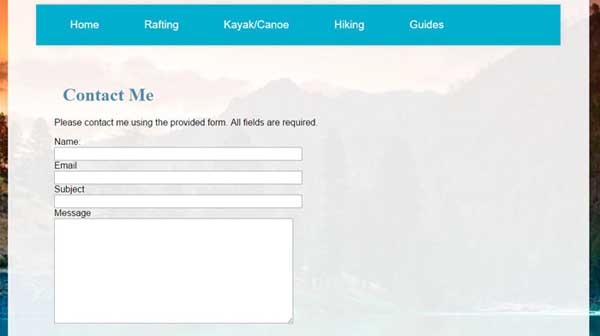 Home Rafting Kayak/Canoe Hiking Guides
Contact Me
Please contact me using the provided form. All fields are required.
Name:
Email
Subject
Message